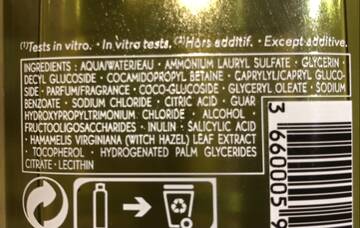 (1)Tests in vitro. • In vitro tests. (2)Hors additif. • Except additive.
INGREDIENTS : AQUA/WATER/EAU • AMMONIUM LAURYL SULFATE • GLYCERIN •
DECYL GLUCOSIDE • COCAMIDOPROPYL BETAINE • CAPRYLYL/CAPRYL GLUCO-
SIDE • PARFUM/FRAGRANCE • COCO-GLUCOSIDE • GLYCERYL OLEATE • SODIUM
BENZOATE • SODIUM CHLORIDE • CITRIC ACID • GUAR
HYDROXYPROPYLTRIMONIUM CHLORIDE • ALCOHOL •
FRUCTOOLIGOSACCHARIDES • INULIN • SALICYLIC ACID
• HAMAMELIS VIRGINIANA (WITCH HAZEL) LEAF EXTRACT
• TOCOPHEROL • HYDROGENATED PALM GLYCERIDES
CITRATE • LECITHIN
3 660005 9